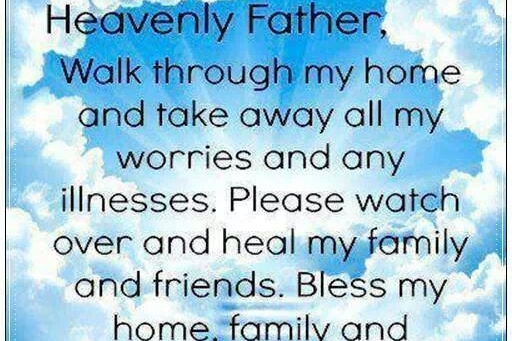 Heavenly Father,
Walk through my home
and take away all my
worries and any
illnesses. Please watch
over and heal my family
and friends. Bless my
home, family and